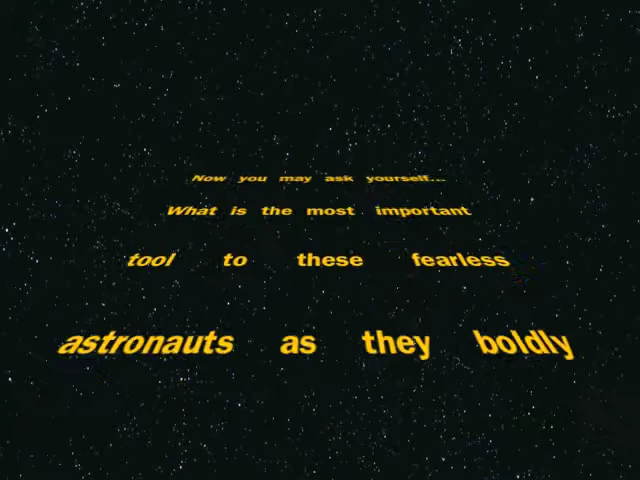 Now you may ask yourself...
What is the most important
tool to these fearless
astronauts as they boldly